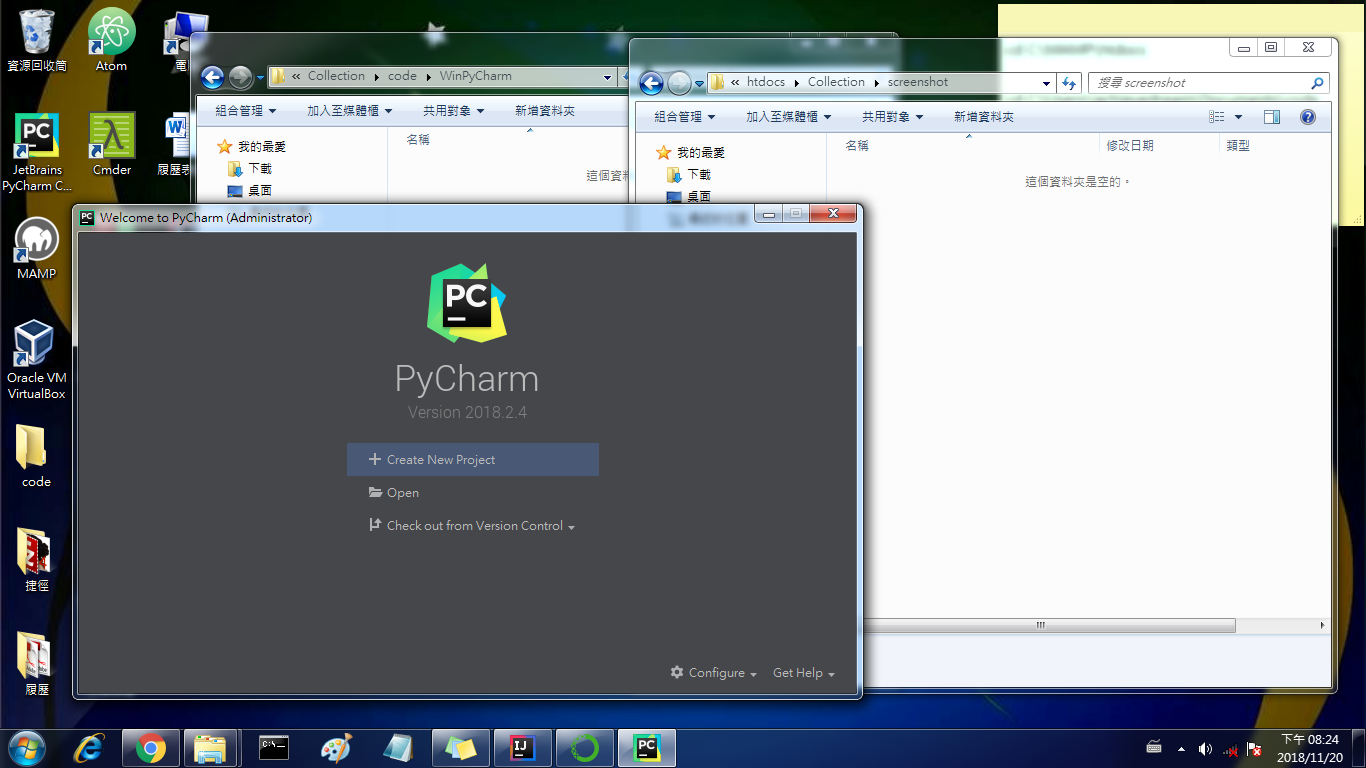 資源回收筒
Atom
電
JetBrains
PyCharm C...
Cmder
履歷表
MAMP
Oracle VM
VirtualBox
code
捷徑
履歷
« Collection code WinPyCharm
組合管理 加入至媒體櫃 共用對象 新增資料夾
我的最愛
下載
桌面
名稱
這個資料
« htdocs Collection screenshot
搜尋 screenshot
組合管理 加入至媒體櫃 共用對象 新增資料夾
我的最愛
下載
桌面
名稱 修改日期 類型
這個資料夾是空的。
PC Welcome to PyCharm (Administrator)
PC
PyCharm
Version 2018.2.4
Create New Project
Open
Check out from Version Control
Configure Get Help
C:\_
IJ
PC
下午 08:24
2018/11/20